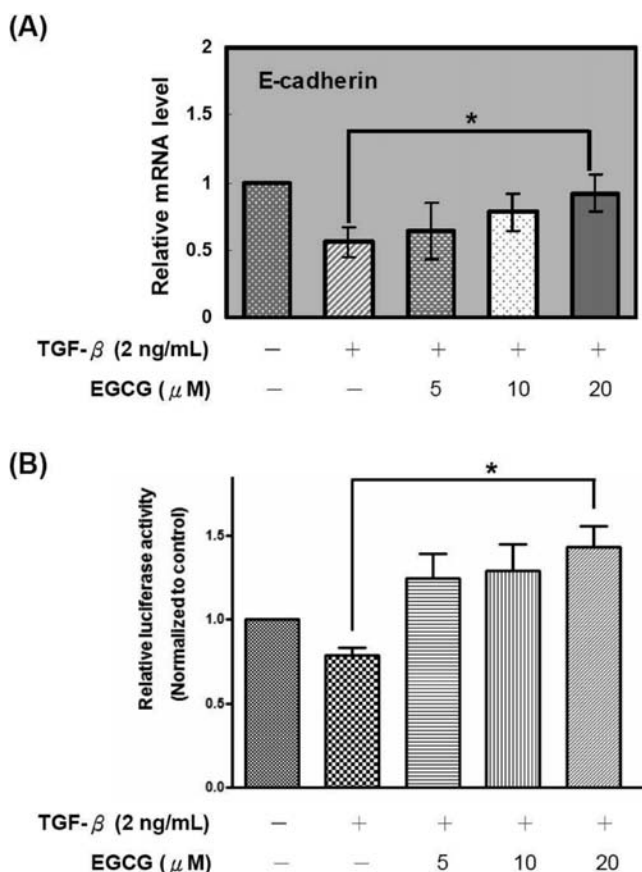 (A)
Relative mRNA level
2
1.5
1
0.5
0
E-cadherin
*
TGF-β (2 ng/mL) − + + + +
EGCG (μM) − − 5 10 20
(B)
Relative luciferase activity
(Normalized to control)
1.5
1.0
0.5
0.0
*
TGF-β (2 ng/mL) − + + + +
EGCG (μM) − − 5 10 20